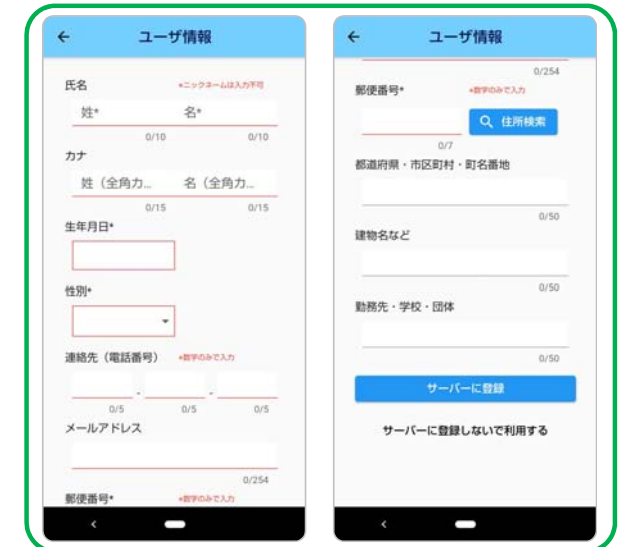 ユーザ情報
氏名 *ニックネームは入力不可
姓* 名*
0/10 0/10
カナ
姓（全角カ... 名（全角カ...
0/15 0/15
生年月日*
性別*
連絡先（電話番号） *数字のみで入力
- -
0/5 0/5 0/5
メールアドレス
0/254
郵便番号* *数字のみで入力
ユーザ情報
0/254
郵便番号* *数字のみで入力
住所検索
0/7
都道府県・市区町村・町名番地
0/50
建物名など
0/50
勤務先・学校・団体
0/50
サーバーに登録
サーバーに登録しないで利用する